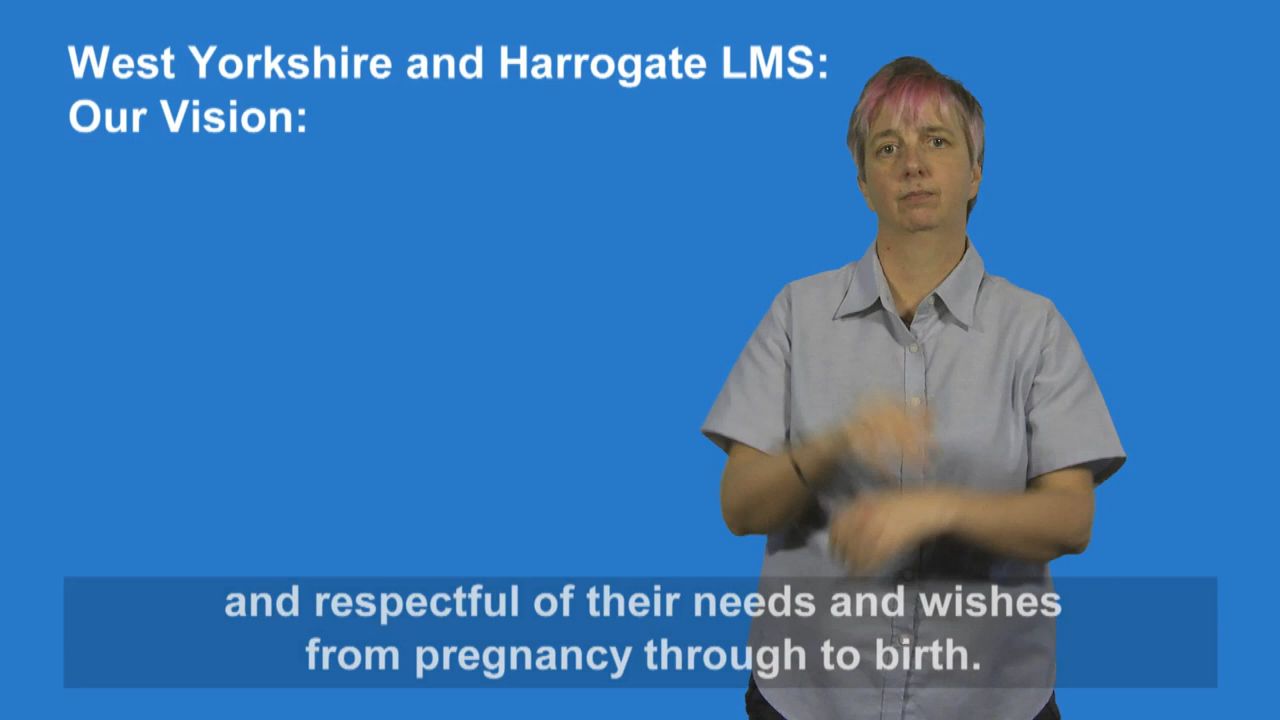 West Yorkshire and Harrogate LMS:
Our Vision:
and respectful of their needs and wishes
from pregnancy through to birth.